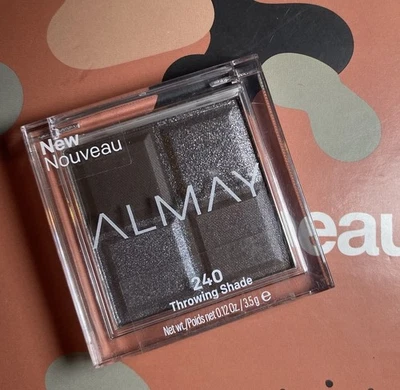 New
Nouveau
ALMAY
eau
240
Throwing Shade
Net wt./Poids net 0.12 Oz / 3.5 g ℮